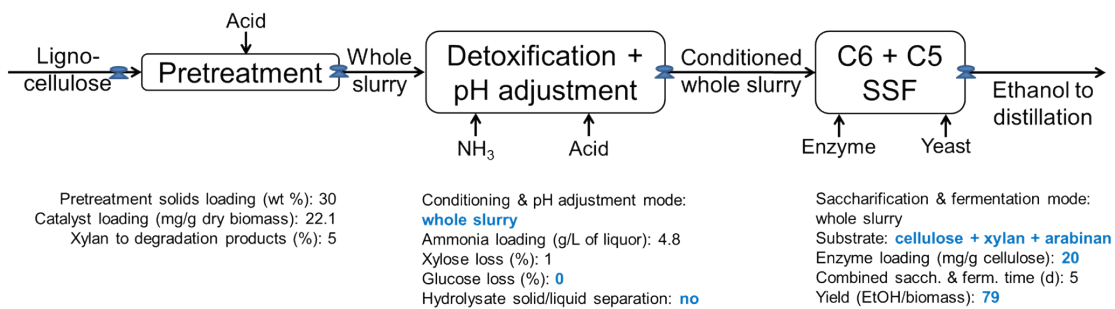 Acid
Ligno-
cellulose
Pretreatment
Whole
slurry
Detoxification +
pH adjustment
NH3
Acid
Conditioned
whole slurry
C6 + C5
SSF
Enzyme
Yeast
Ethanol to
distillation
Pretreatment solids loading (wt %): 30
Catalyst loading (mg/g dry biomass): 22.1
Xylan to degradation products (%): 5
Conditioning & pH adjustment mode:
whole slurry
Ammonia loading (g/L of liquor): 4.8
Xylose loss (%): 1
Glucose loss (%): 0
Hydrolysate solid/liquid separation: no
Saccharification & fermentation mode:
whole slurry
Substrate: cellulose + xylan + arabinan
Enzyme loading (mg/g cellulose): 20
Combined sacch. & ferm. time (d): 5
Yield (EtOH/biomass): 79